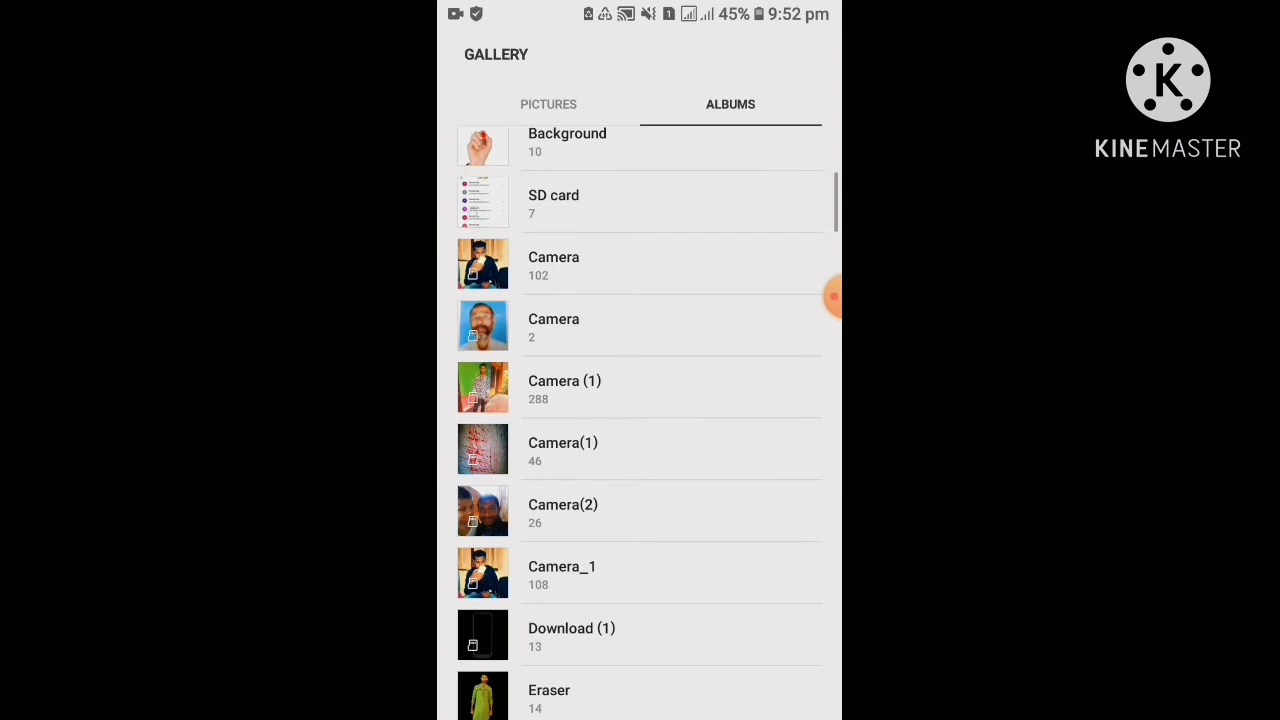 45% 9:52 pm
GALLERY
PICTURES ALBUMS
Background
10
SD card
7
Camera
102
Camera
2
Camera (1)
288
Camera(1)
46
Camera(2)
26
Camera_1
108
Download (1)
13
Eraser
14
K
KINEMASTER